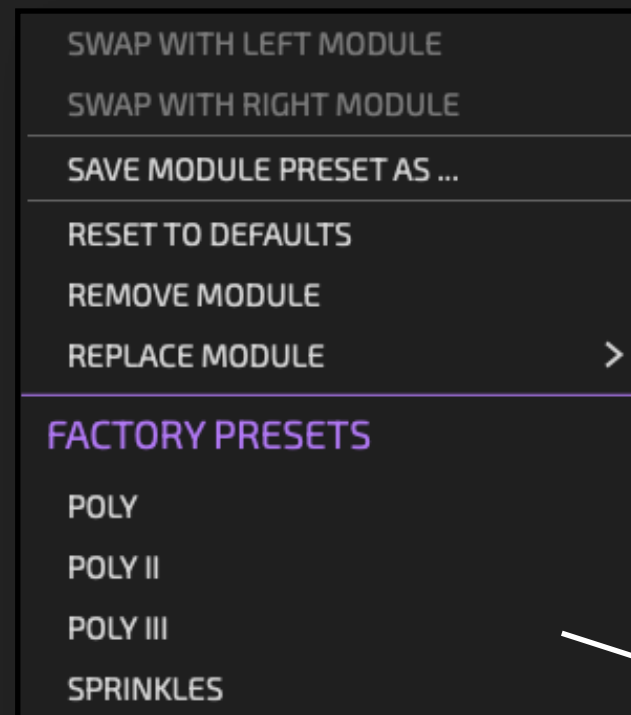 SWAP WITH LEFT MODULE
SWAP WITH RIGHT MODULE
SAVE MODULE PRESET AS ...
RESET TO DEFAULTS
REMOVE MODULE
REPLACE MODULE
FACTORY PRESETS
POLY
POLY II
POLY III
SPRINKLES